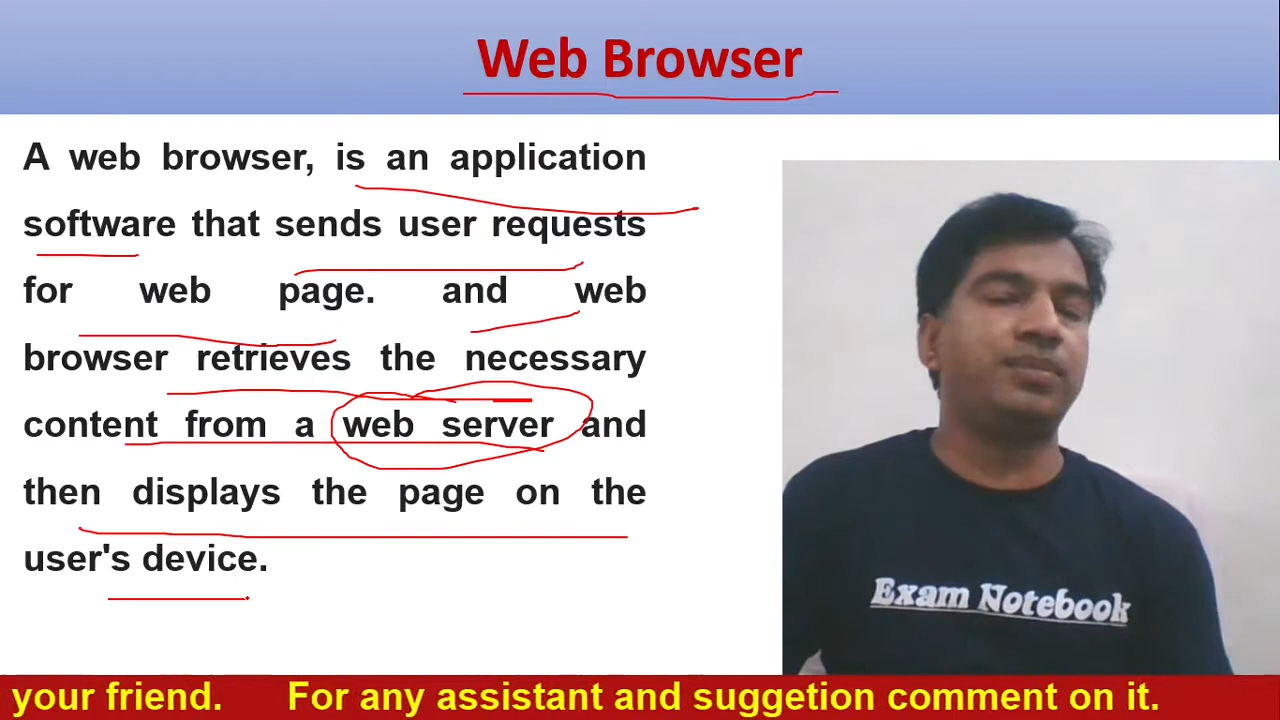 Web Browser
A web browser, is an application
software that sends user requests
for web page. and web
browser retrieves the necessary
content from a web server and
then displays the page on the
user's device.
Exam Notebook
your friend. For any assistant and suggetion comment on it.